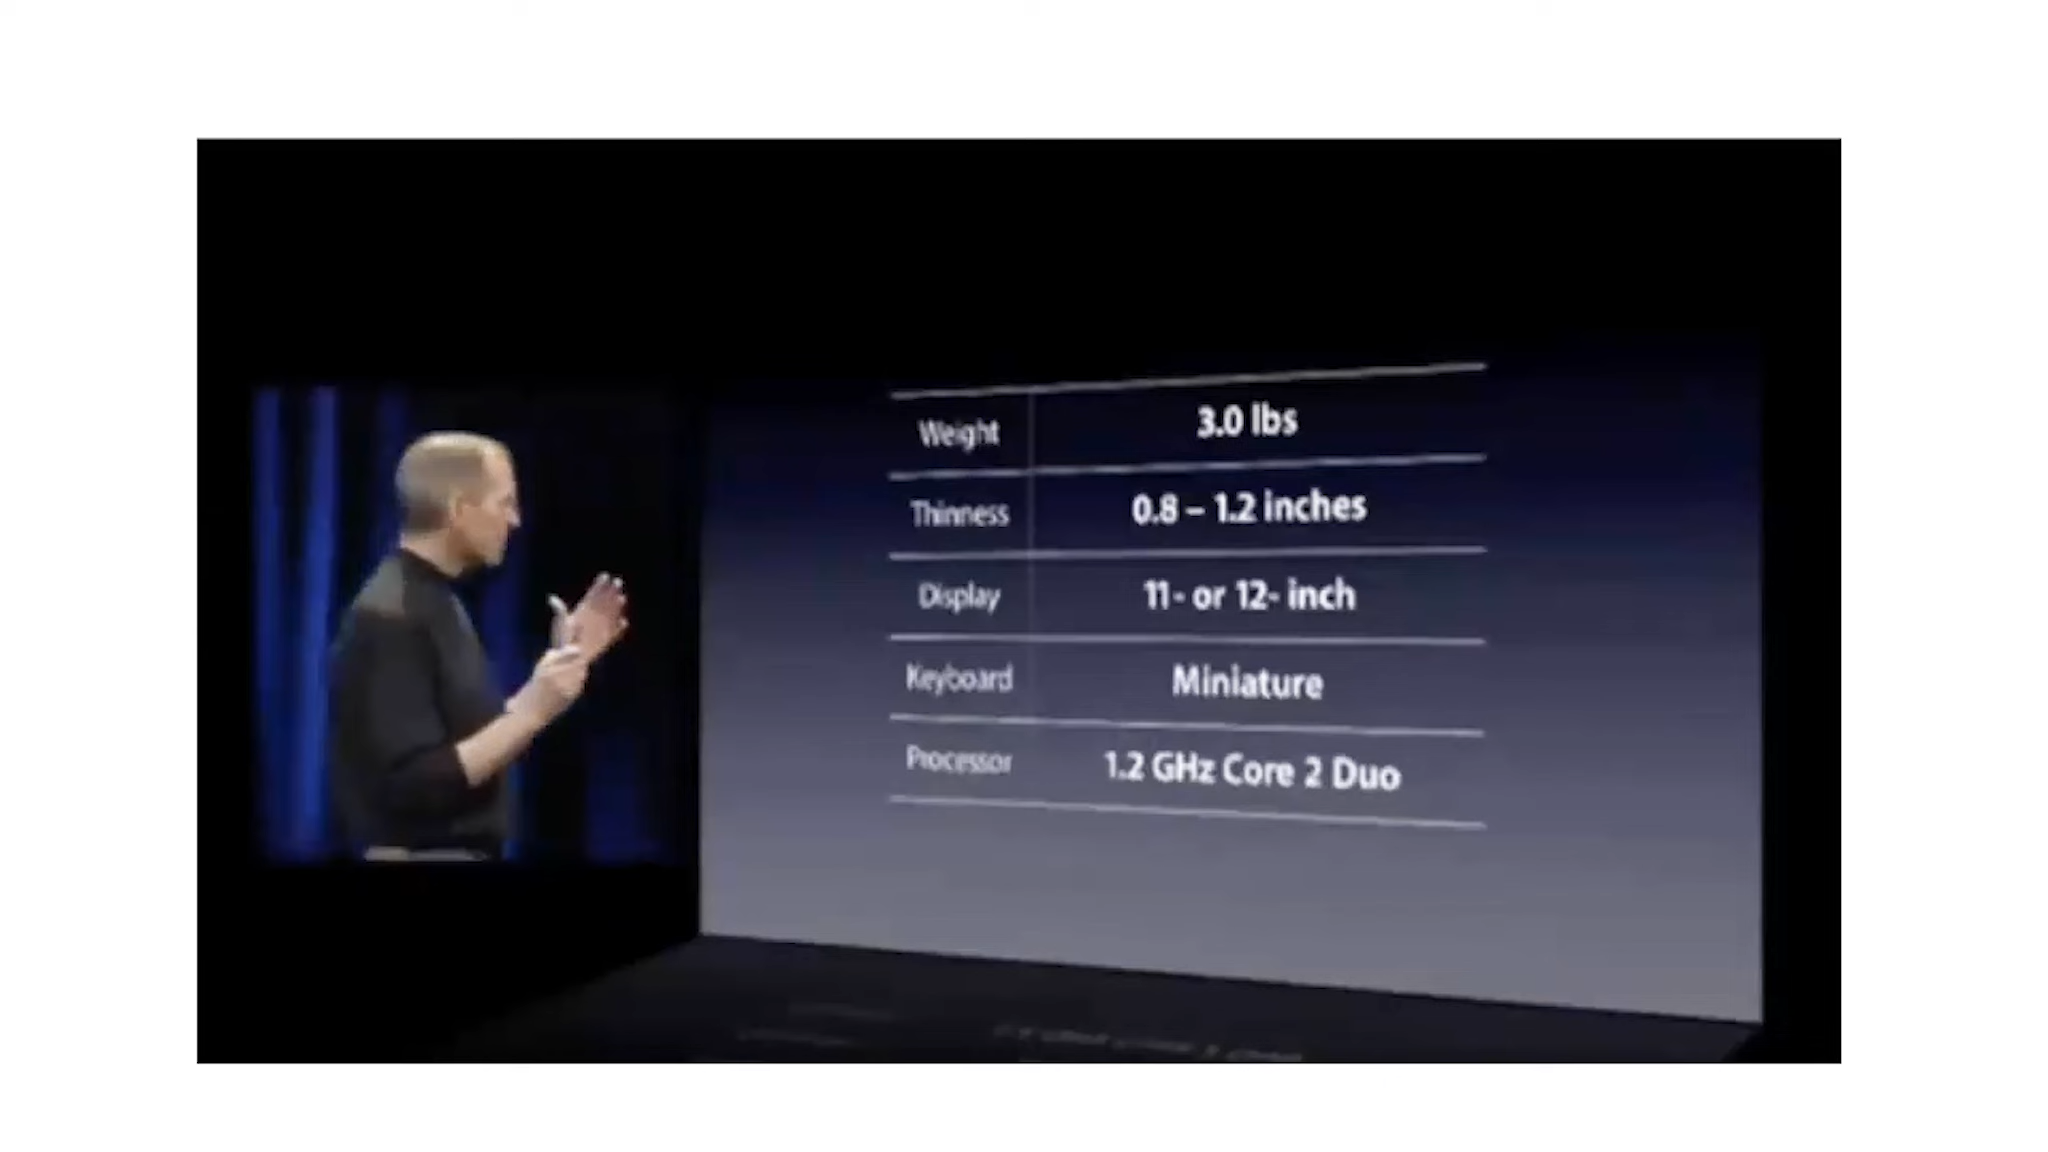 Weight 3.0 lbs
Thinness 0.8 – 1.2 inches
Display 11- or 12- inch
Keyboard Miniature
Processor 1.2 GHz Core 2 Duo